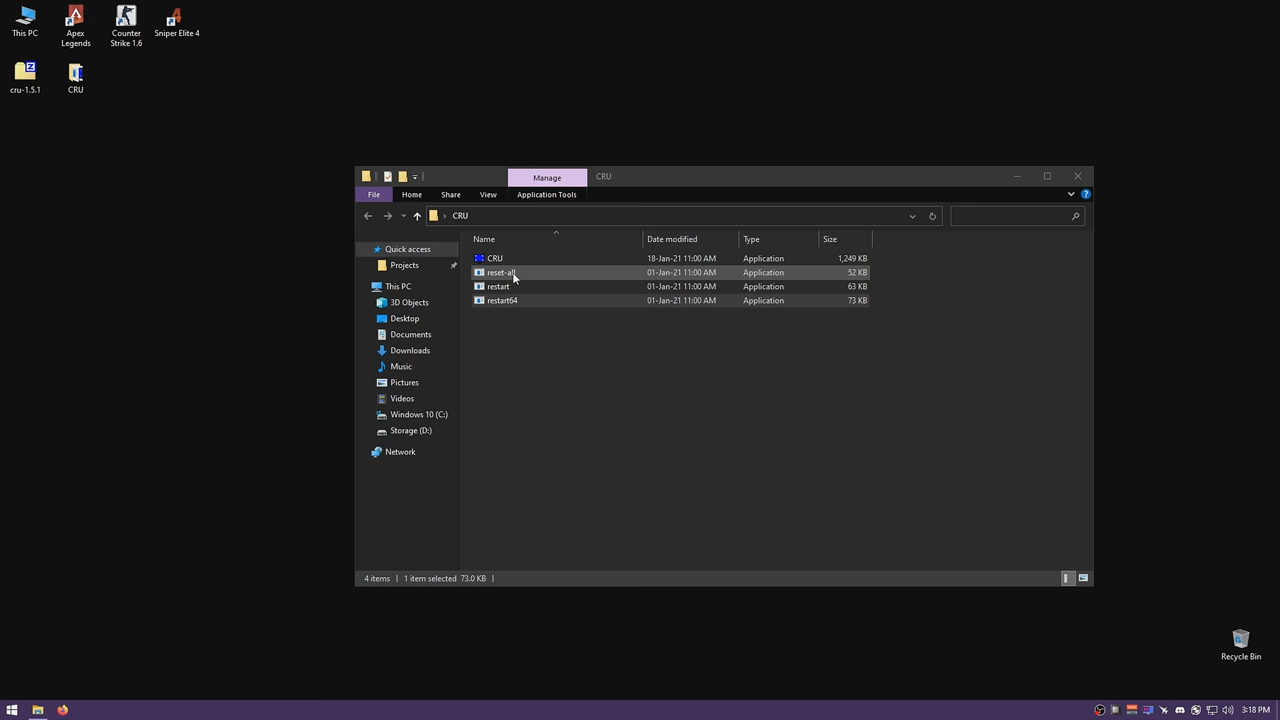 This PC
Apex
Legends
Counter
Strike 1.6
Sniper Elite 4
cru-1.5.1
CRU
Manage
CRU
File
Home
Share
View
Application Tools
CRU
Name
Date modified
Type
Size
Quick access
Projects
This PC
3D Objects
Desktop
Documents
Downloads
Music
Pictures
Videos
Windows 10 (C:)
Storage (D:)
Network
CRU 18-Jan-21 11:00 AM Application 1,249 KB
reset-all 01-Jan-21 11:00 AM Application 52 KB
restart 01-Jan-21 11:00 AM Application 63 KB
restart64 01-Jan-21 11:00 AM Application 73 KB
4 items
1 item selected 73.0 KB
Recycle Bin
3:18 PM